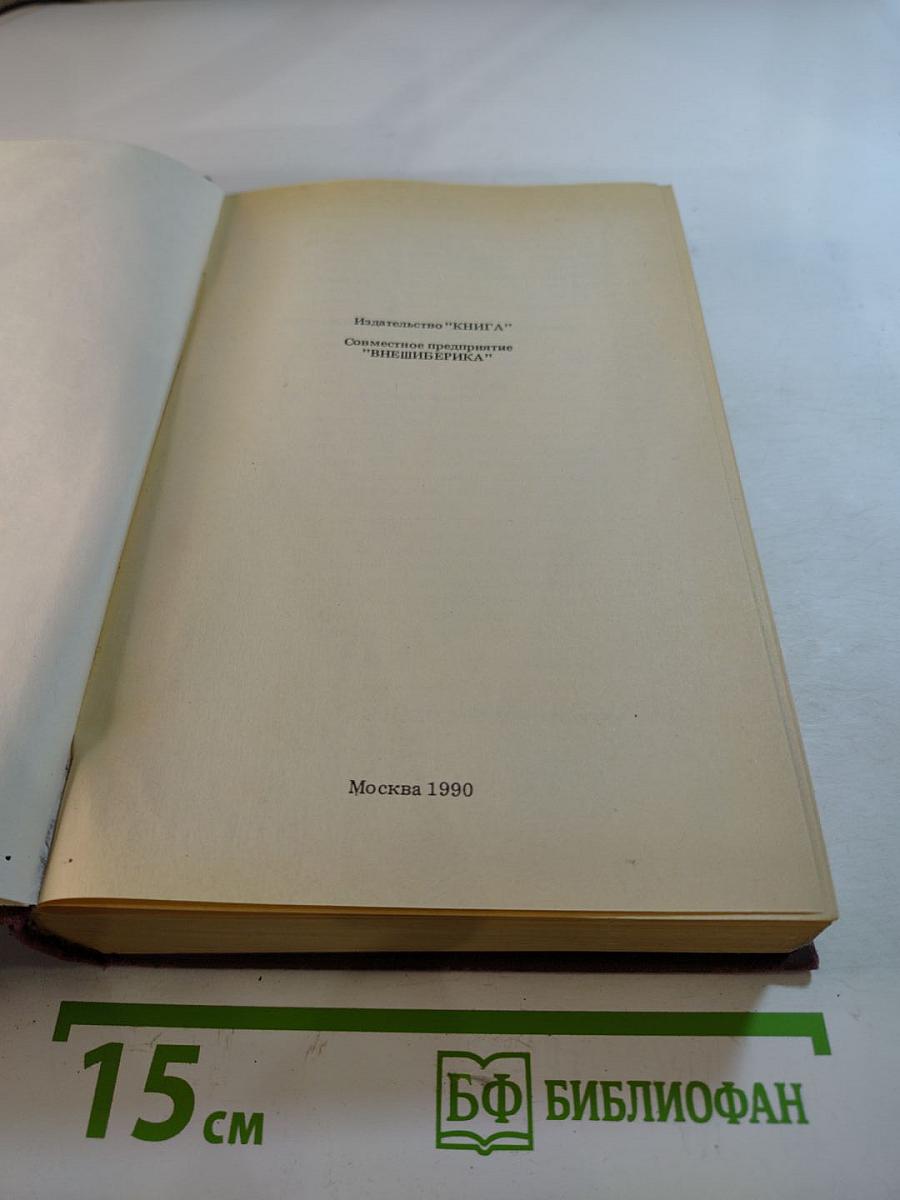 Издательство "КНИГА"
Совместное предприятие
"ВНЕШИБЕРИКА"
Москва 1990
15 см
БФ БИБЛИОФАН